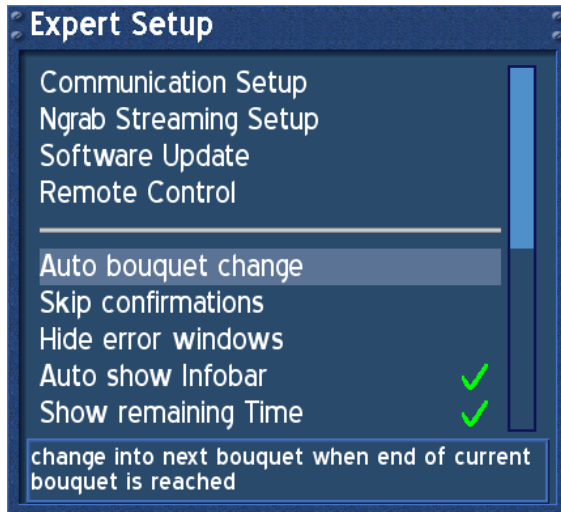 Expert Setup
Communication Setup
Ngrab Streaming Setup
Software Update
Remote Control
Auto bouquet change
Skip confirmations
Hide error windows
Auto show Infobar
Show remaining Time
change into next bouquet when end of current
bouquet is reached